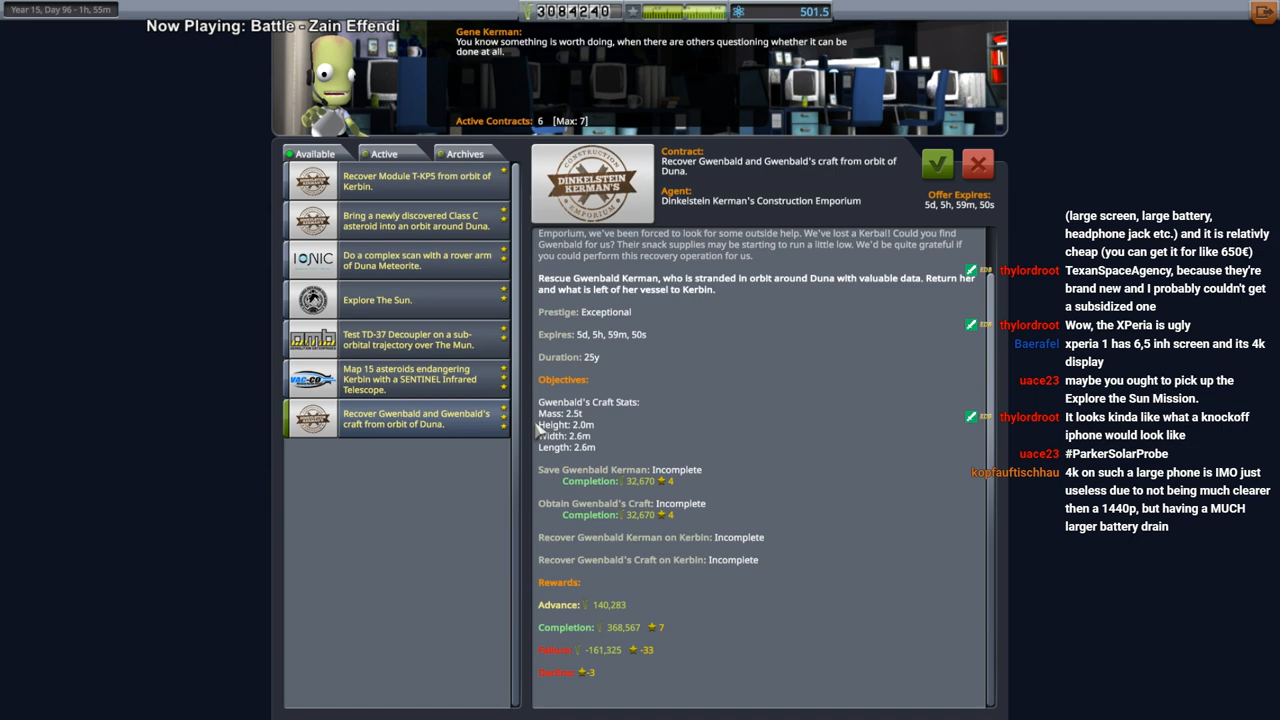 Year 15, Day 96 - 1h, 55m
3084240
501.5
Now Playing: Battle - Zain Effendi
Gene Kerman:
You know something is worth doing, when there are others questioning whether it can be
done at all.
Active Contracts: 6 [Max: 7]
Available
Active
Archives
Recover Module T-KP5 from orbit of
Kerbin.
Bring a newly discovered Class C
asteroid into an orbit around Duna.
IONIC
Do a complex scan with a rover arm
of Duna Meteorite.
Explore The Sun.
Test TD-37 Decoupler on a sub-
orbital trajectory over The Mun.
VAC-CO
Map 15 asteroids endangering
Kerbin with a SENTINEL Infrared
Telescope.
Recover Gwenbald and Gwenbald's
craft from orbit of Duna.
CONSTRUCTION
DINKELSTEIN
KERMAN'S
EMPORIUM
Contract:
Recover Gwenbald and Gwenbald's craft from orbit of
Duna.
Agent:
Dinkelstein Kerman's Construction Emporium
Offer Expires:
5d, 5h, 59m, 50s
Emporium, we've been forced to look for some outside help. We've lost a Kerbal! Could you find
Gwenbald for us? Their snack supplies may be starting to run a little low. We'd be quite grateful if
you could perform this recovery operation for us.
Rescue Gwenbald Kerman, who is stranded in orbit around Duna with valuable data. Return her
and what is left of her vessel to Kerbin.
Prestige: Exceptional
Expires: 5d, 5h, 59m, 50s
Duration: 25y
Objectives:
Gwenbald's Craft Stats:
Mass: 2.5t
Height: 2.0m
Width: 2.6m
Length: 2.6m
Save Gwenbald Kerman: Incomplete
Completion: 32,670 4
Obtain Gwenbald's Craft: Incomplete
Completion: 32,670 4
Recover Gwenbald Kerman on Kerbin: Incomplete
Recover Gwenbald's Craft on Kerbin: Incomplete
Rewards:
Advance: 140,283
Completion: 368,567 7
Failure: -161,325 -33
Decline: -3
(large screen, large battery,
headphone jack etc.) and it is relativly
cheap (you can get it for like 650€)
thylordroot TexanSpaceAgency, because they're
brand new and I probably couldn't get
a subsidized one
thylordroot Wow, the XPeria is ugly
Baerafel xperia 1 has 6,5 inh screen and its 4k
display
uace23 maybe you ought to pick up the
Explore the Sun Mission.
thylordroot It looks kinda like what a knockoff
iphone would look like
uace23 #ParkerSolarProbe
kopfauftischhau 4k on such a large phone is IMO just
useless due to not being much clearer
then a 1440p, but having a MUCH
larger battery drain